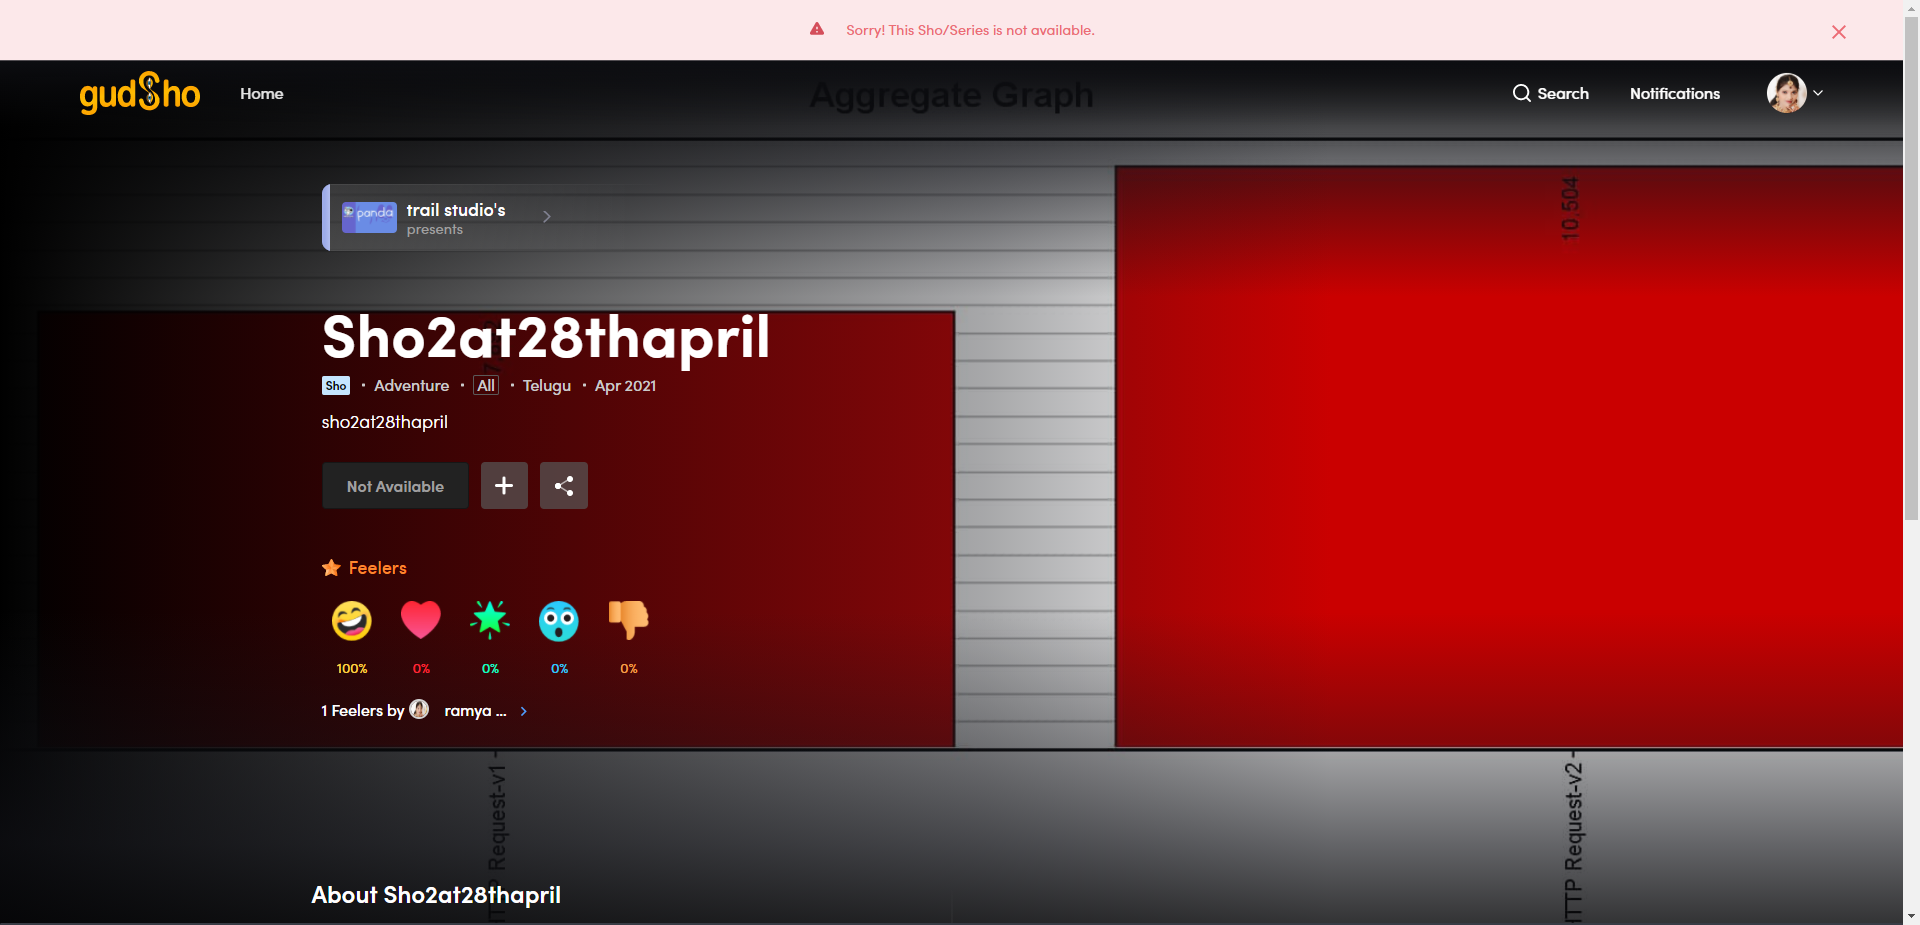 Sorry! This Sho/Series is not available.
gudSho
Home
Aggregate Graph
Search
Notifications
panda
trail studio's
presents
10.504
Sho2at28thapril
Sho · Adventure · All · Telugu · Apr 2021
sho2at28thapril
Not Available
Feelers
100% 0% 0% 0% 0%
1 Feelers by ramya ...
HTTP Request-v1
HTTP Request-v2
About Sho2at28thapril